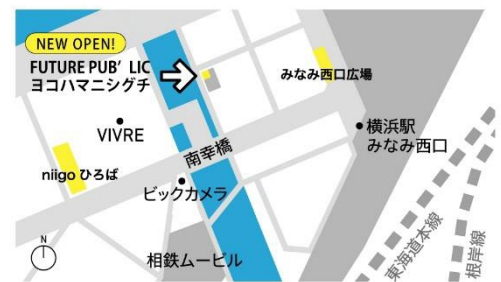 NEW OPEN!
FUTURE PUB' LIC
ヨコハマニシグチ
みなみ西口広場
VIVRE
横浜駅
みなみ西口
南幸橋
niigo ひろば
ビックカメラ
N
相鉄ムービル
東海道本線
根岸線